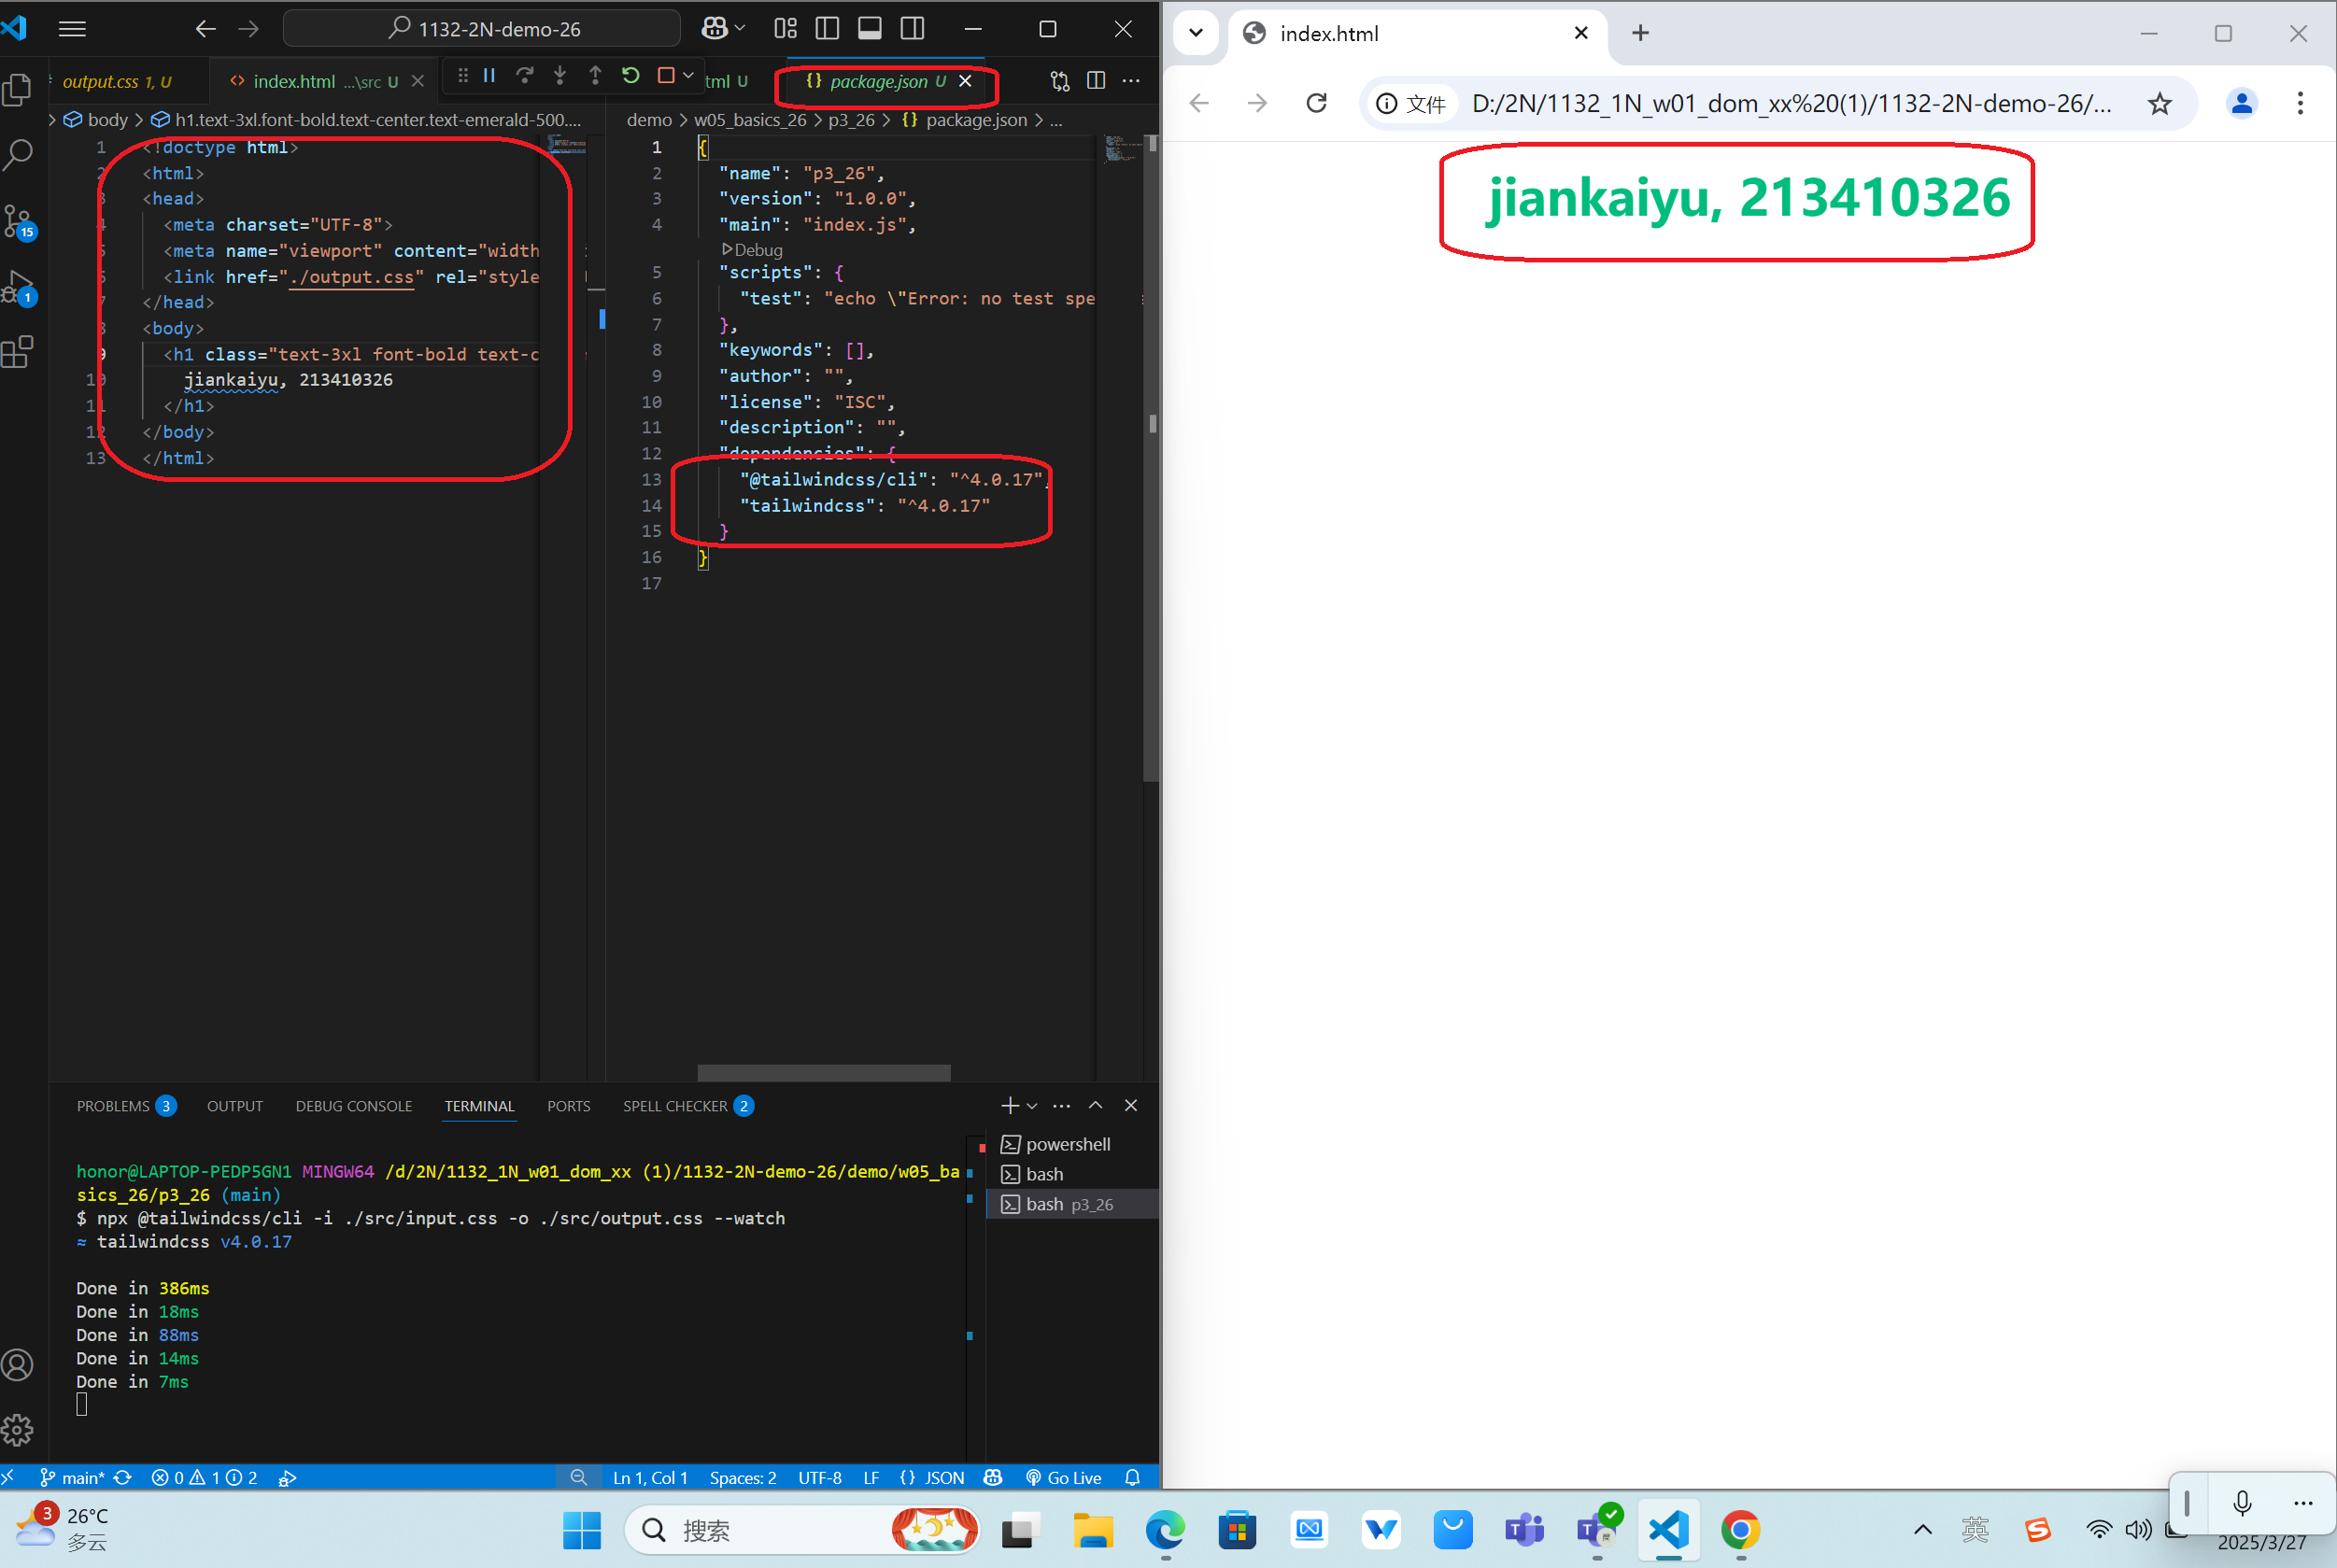 1132-2N-demo-26
output.css 1, U
index.html ...\src U
tml U
{} package.json U
body > h1.text-3xl.font-bold.text-center.text-emerald-500....
1 <!doctype html>
2 <html>
3 <head>
4 <meta charset="UTF-8">
5 <meta name="viewport" content="width
6 <link href="./output.css" rel="style
7 </head>
8 <body>
9 <h1 class="text-3xl font-bold text-c
10 jiankaiyu, 213410326
11 </h1>
12 </body>
13 </html>
demo > w05_basics_26 > p3_26 > {} package.json > ...
1 {
2 "name": "p3_26",
3 "version": "1.0.0",
4 "main": "index.js",
Debug
5 "scripts": {
6 "test": "echo \"Error: no test spe
7 },
8 "keywords": [],
9 "author": "",
10 "license": "ISC",
11 "description": "",
12 "dependencies": {
13 "@tailwindcss/cli": "^4.0.17",
14 "tailwindcss": "^4.0.17"
15 }
16 }
17
15
1
PROBLEMS 3 OUTPUT DEBUG CONSOLE TERMINAL PORTS SPELL CHECKER 2
honor@LAPTOP-PEDP5GN1 MINGW64 /d/2N/1132_1N_w01_dom_xx (1)/1132-2N-demo-26/demo/w05_ba
sics_26/p3_26 (main)
$ npx @tailwindcss/cli -i ./src/input.css -o ./src/output.css --watch
≈ tailwindcss v4.0.17
Done in 386ms
Done in 18ms
Done in 88ms
Done in 14ms
Done in 7ms
powershell
bash
bash p3_26
main* 0 1 2 Ln 1, Col 1 Spaces: 2 UTF-8 LF {} JSON Go Live
index.html
文件 D:/2N/1132_1N_w01_dom_xx%20(1)/1132-2N-demo-26/...
jiankaiyu, 213410326
3
26°C
多云
搜索
英
2025/3/27